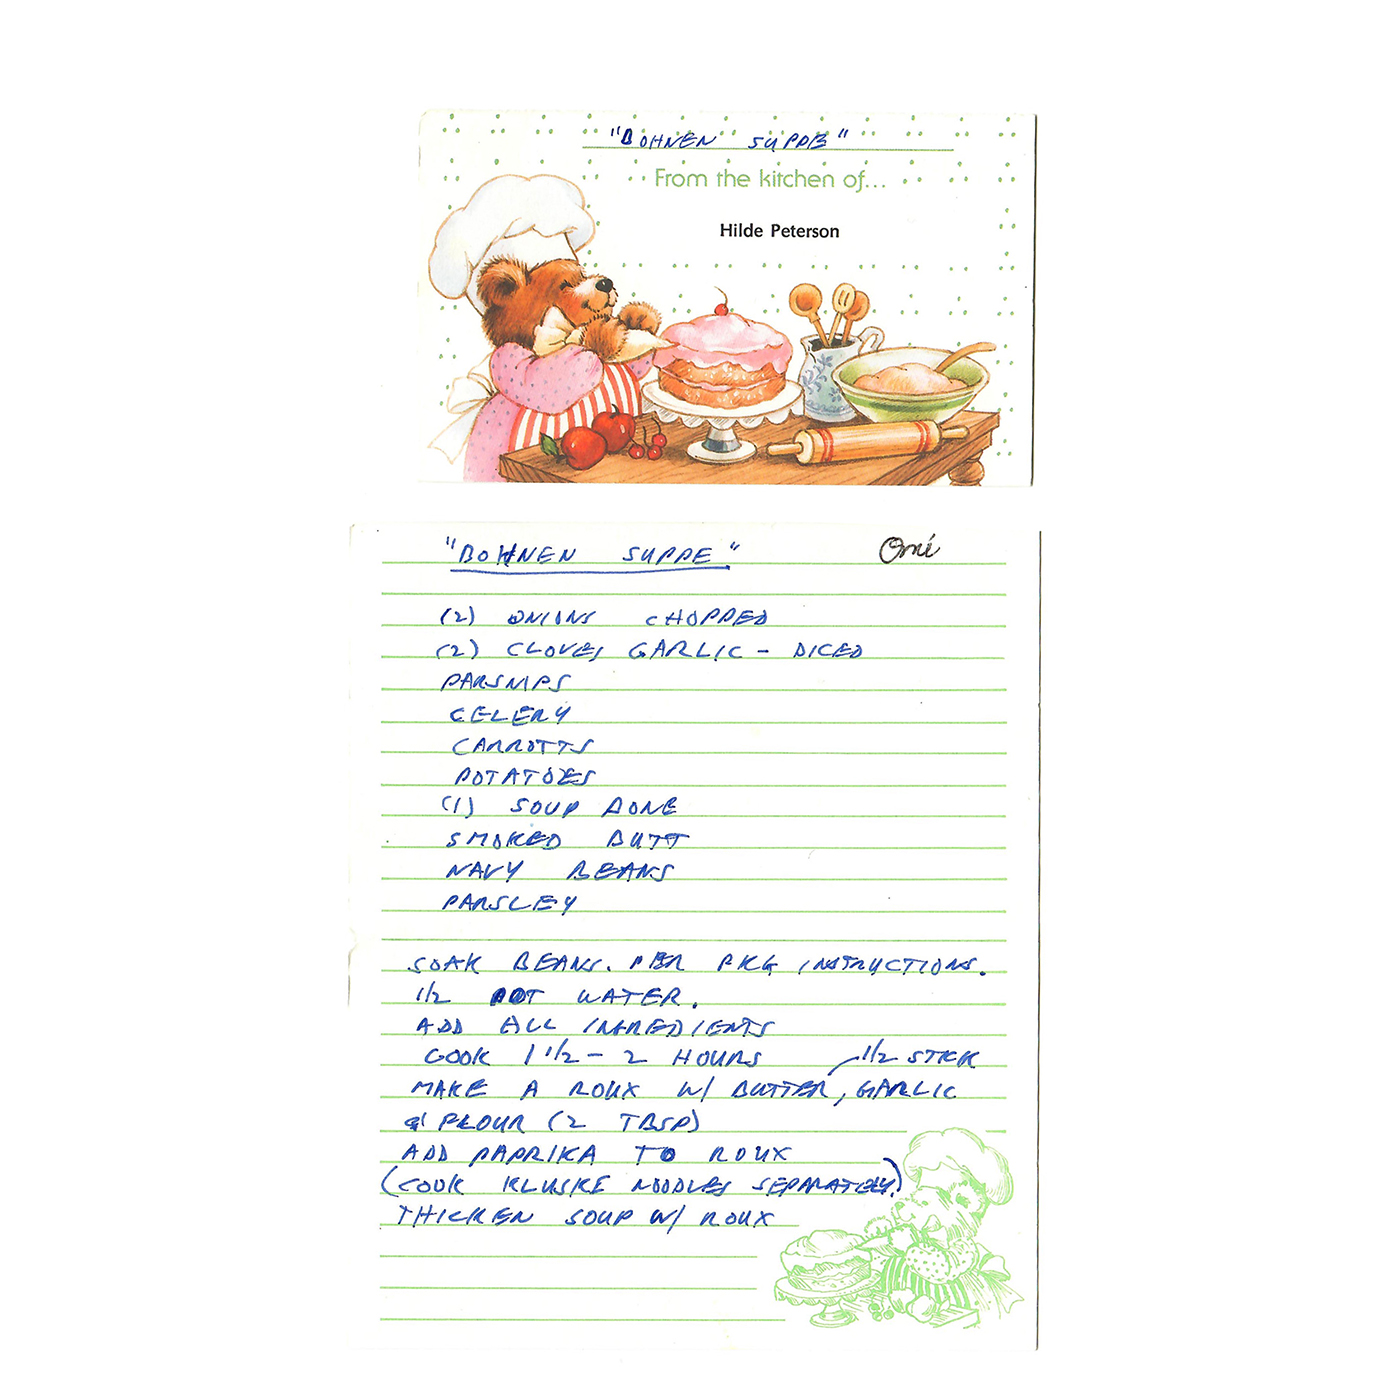 "BOHNEN SUPPE"
From the kitchen of...
Hilde Peterson
"BOHNEN SUPPE"
Omi
(2) ONIONS CHOPPED
(2) CLOVES GARLIC - DICED
PARSNIPS
CELERY
CARROTTS
POTATOES
(1) SOUP BONE
SMOKED BUTT
NAVY BEANS
PARSLEY
SOAK BEANS. PER PKG INSTRUCTIONS.
1/2 POT WATER.
ADD ALL INGREDIENTS
COOK 1 1/2 - 2 HOURS
1/2 STICK
MAKE A ROUX W/ BUTTER, GARLIC
& FLOUR (2 TBSP)
ADD PAPRIKA TO ROUX
(COOK KLUSKE NOODLES SEPARATELY.)
THICKEN SOUP W/ ROUX